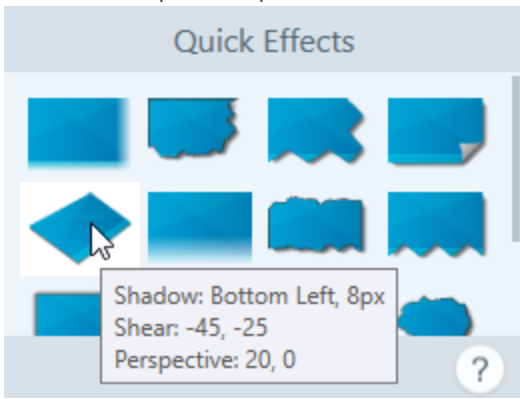 Quick Effects
Shadow: Bottom Left, 8px
Shear: -45, -25
Perspective: 20, 0
?